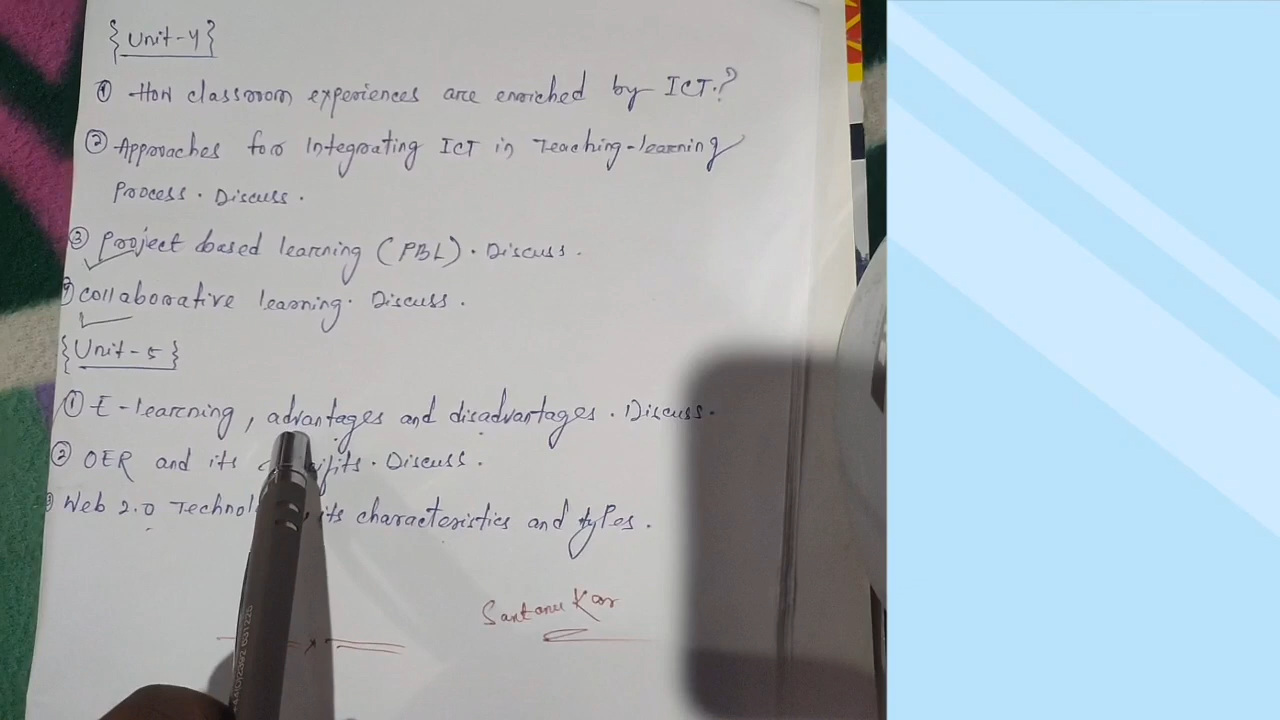 {Unit-4}
① How classroom experiences are enriched by ICT.?
② Approaches for Integrating ICT in Teaching-learning
Process. Discuss.
③ Project based learning (PBL). Discuss.
collaborative learning. Discuss.
{Unit-5}
① E-learning, advantages and disadvantages. Discuss.
② OER and its Discuss.
③ Web 2.0 its characteristics and types.
Santanu Kar